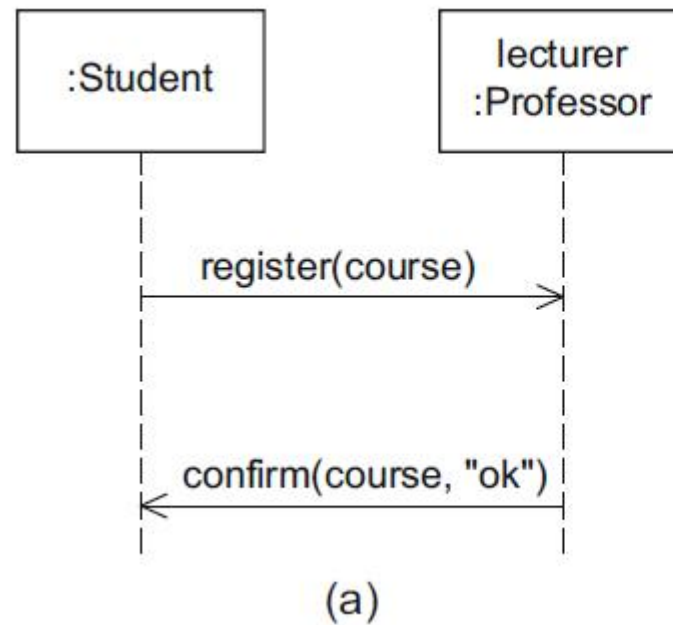 :Student
lecturer
:Professor
register(course)
confirm(course, "ok")
(a)